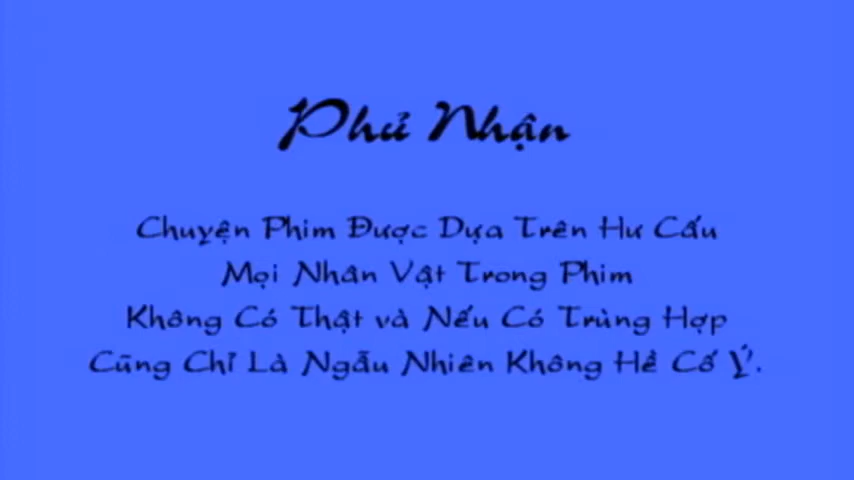 Phủ Nhận
Chuyện Phim Được Dựa Trên Hư Cấu
Mọi Nhân Vật Trong Phim
Không Có Thật và Nếu Có Trùng Hợp
Cũng Chỉ Là Ngẫu Nhiên Không Hề Cố Ý.